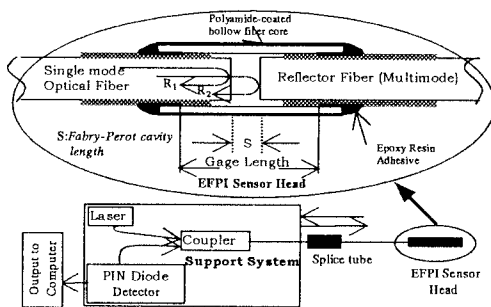 Polyamide-coated
hollow fiber core
Single mode
Optical Fiber
R1
R2
Reflector Fiber (Multimode)
S:Fabry-Perot cavity
length
S
Gage Length
EFPI Sensor Head
Epoxy Resin
Adhesive
Laser
Coupler
Support System
Splice tube
EFPI Sensor
Head
PIN Diode
Detector
Output to
Computer